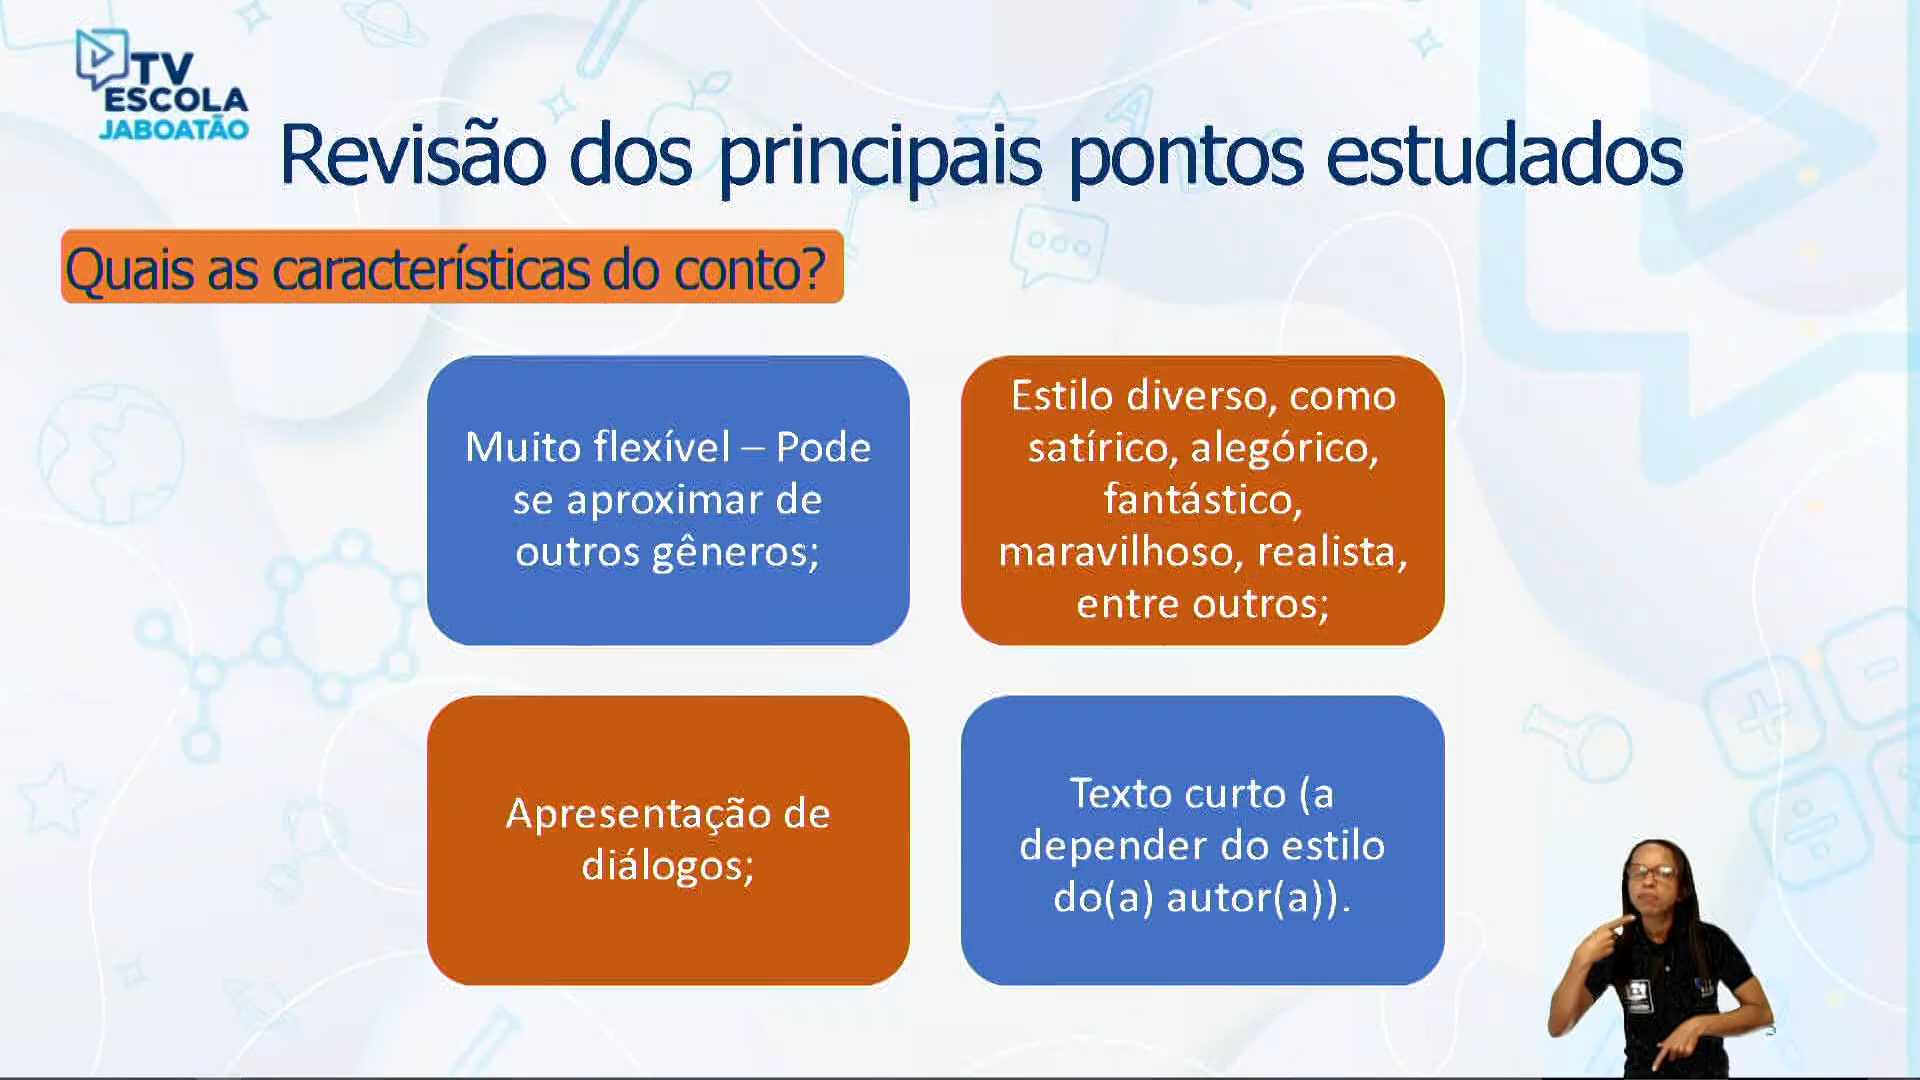 TV
ESCOLA
JABOATÃO
Revisão dos principais pontos estudados
Quais as características do conto?
Muito flexível – Pode
se aproximar de
outros gêneros;
Estilo diverso, como
satírico, alegórico,
fantástico,
maravilhoso, realista,
entre outros;
Apresentação de
diálogos;
Texto curto (a
depender do estilo
do(a) autor(a)).